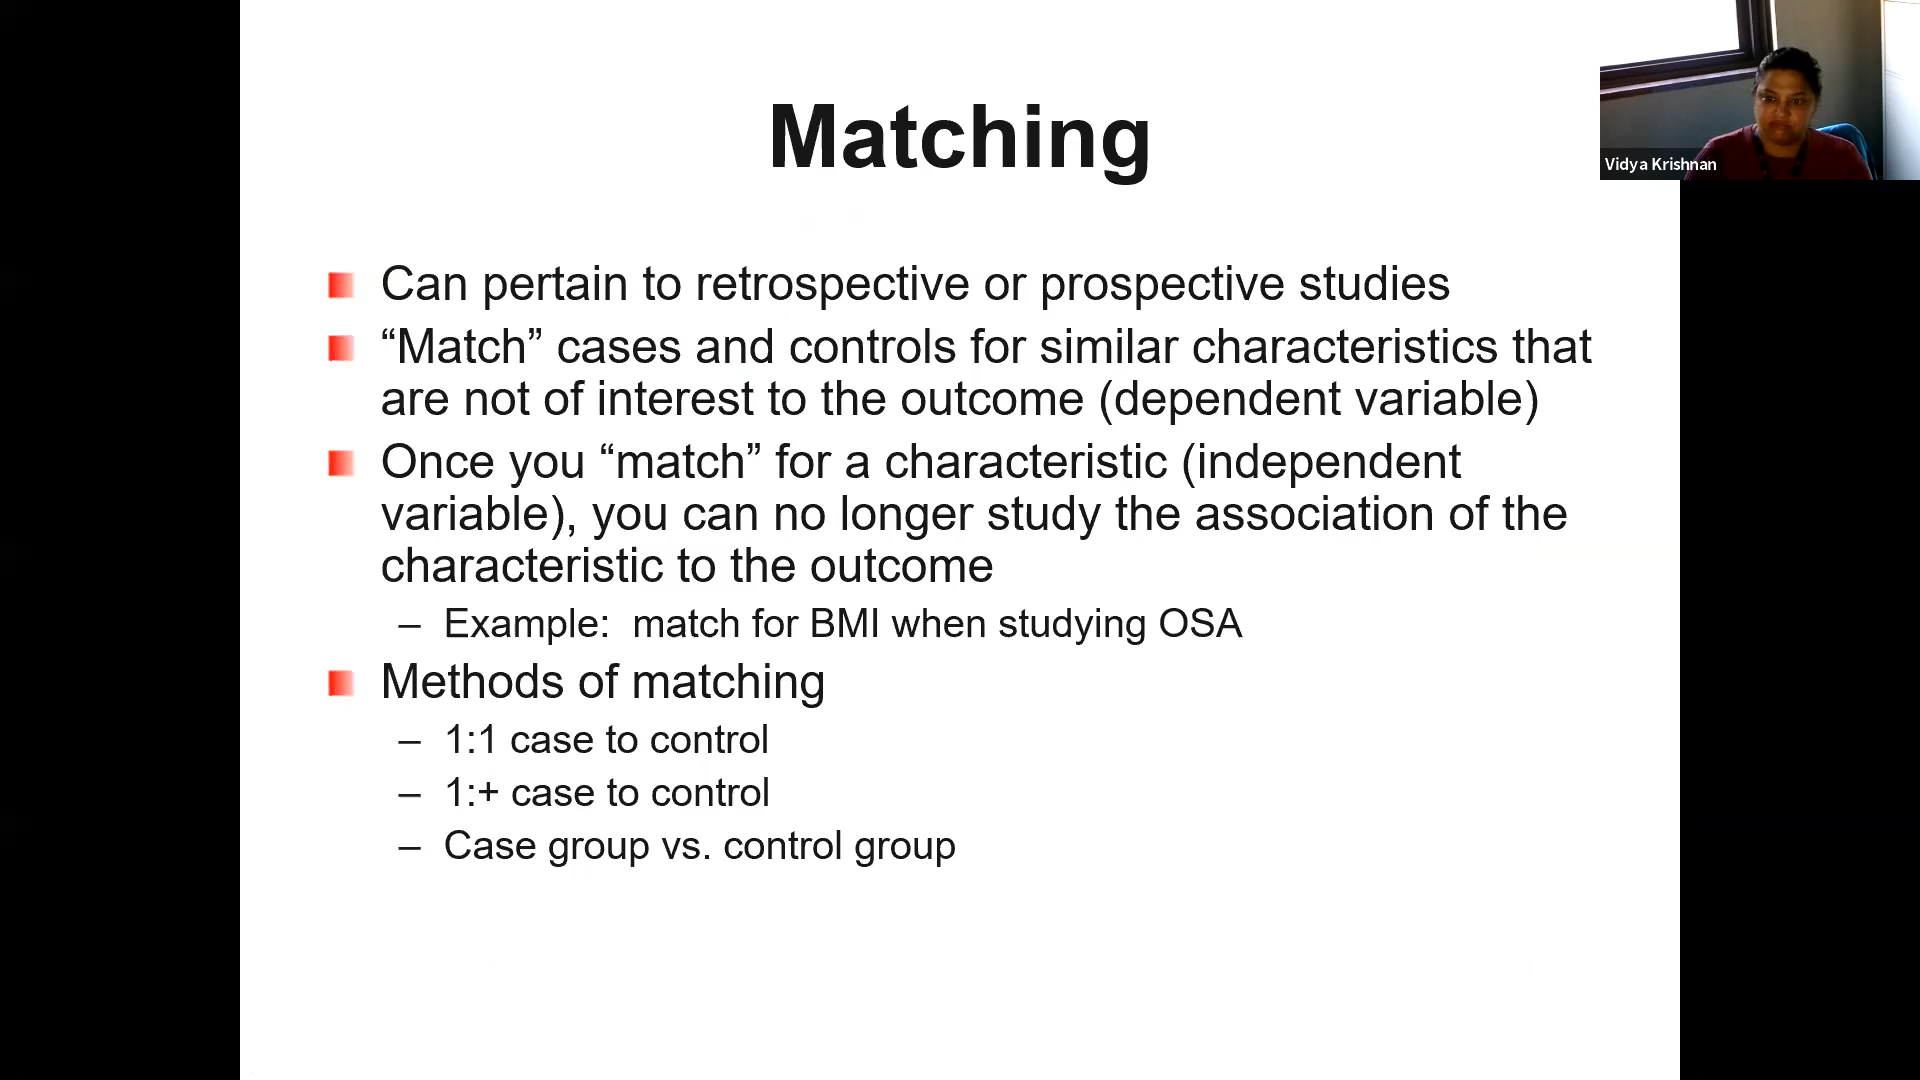 Matching
Vidya Krishnan
Can pertain to retrospective or prospective studies
“Match” cases and controls for similar characteristics that
are not of interest to the outcome (dependent variable)
Once you “match” for a characteristic (independent
variable), you can no longer study the association of the
characteristic to the outcome
– Example:  match for BMI when studying OSA
Methods of matching
– 1:1 case to control
– 1:+ case to control
– Case group vs. control group